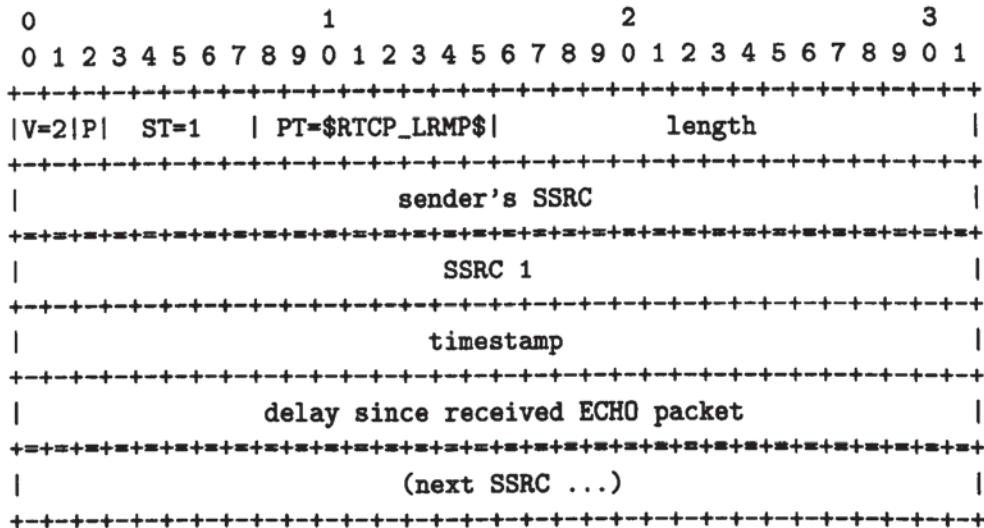 0                   1                   2                   3
0 1 2 3 4 5 6 7 8 9 0 1 2 3 4 5 6 7 8 9 0 1 2 3 4 5 6 7 8 9 0 1
+-+-+-+-+-+-+-+-+-+-+-+-+-+-+-+-+-+-+-+-+-+-+-+-+-+-+-+-+-+-+-+-+
|V=2|P|  ST=1   | PT=$RTCP_LRMP$|            length             |
+-+-+-+-+-+-+-+-+-+-+-+-+-+-+-+-+-+-+-+-+-+-+-+-+-+-+-+-+-+-+-+-+
|                         sender's SSRC                         |
+=+=+=+=+=+=+=+=+=+=+=+=+=+=+=+=+=+=+=+=+=+=+=+=+=+=+=+=+=+=+=+=+
|                            SSRC 1                             |
+-+-+-+-+-+-+-+-+-+-+-+-+-+-+-+-+-+-+-+-+-+-+-+-+-+-+-+-+-+-+-+-+
|                           timestamp                           |
+-+-+-+-+-+-+-+-+-+-+-+-+-+-+-+-+-+-+-+-+-+-+-+-+-+-+-+-+-+-+-+-+
|                delay since received ECHO packet               |
+=+=+=+=+=+=+=+=+=+=+=+=+=+=+=+=+=+=+=+=+=+=+=+=+=+=+=+=+=+=+=+=+
|                         (next SSRC ...)                       |
+-+-+-+-+-+-+-+-+-+-+-+-+-+-+-+-+-+-+-+-+-+-+-+-+-+-+-+-+-+-+-+-+